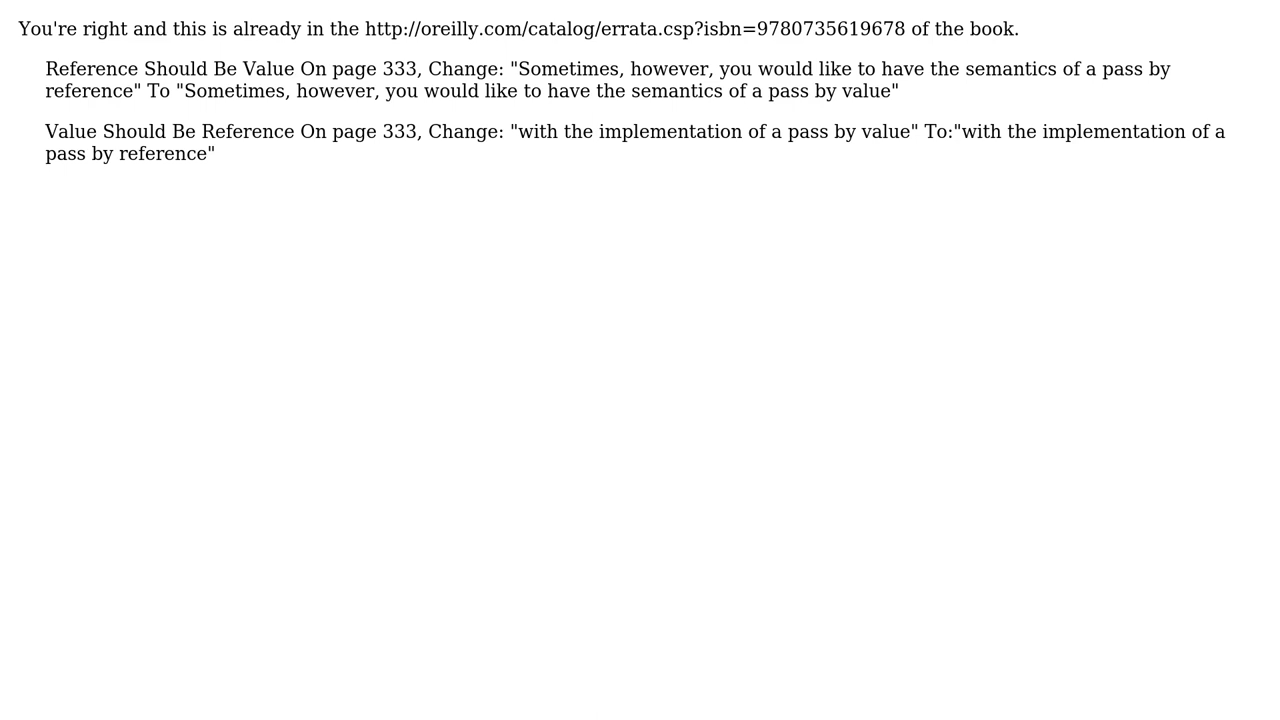 You're right and this is already in the http://oreilly.com/catalog/errata.csp?isbn=9780735619678 of the book.
Reference Should Be Value On page 333, Change: "Sometimes, however, you would like to have the semantics of a pass by
reference" To "Sometimes, however, you would like to have the semantics of a pass by value"
Value Should Be Reference On page 333, Change: "with the implementation of a pass by value" To:"with the implementation of a
pass by reference"